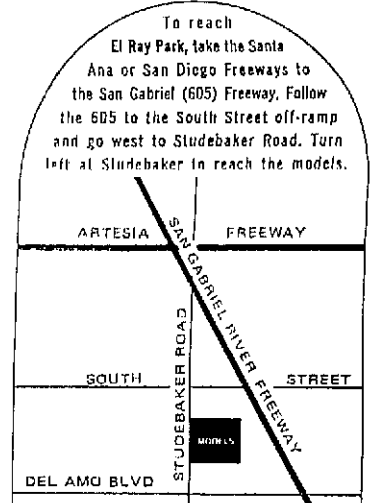 To reach
El Ray Park, take the Santa
Ana or San Diego Freeways to
the San Gabriel (605) Freeway. Follow
the 605 to the South Street off-ramp
and go west to Studebaker Road. Turn
left at Studebaker to reach the models.
ARTESIA FREEWAY
SAN GABRIEL RIVER FREEWAY
STUDEBAKER ROAD
SOUTH STREET
MODELS
DEL AMO BLVD